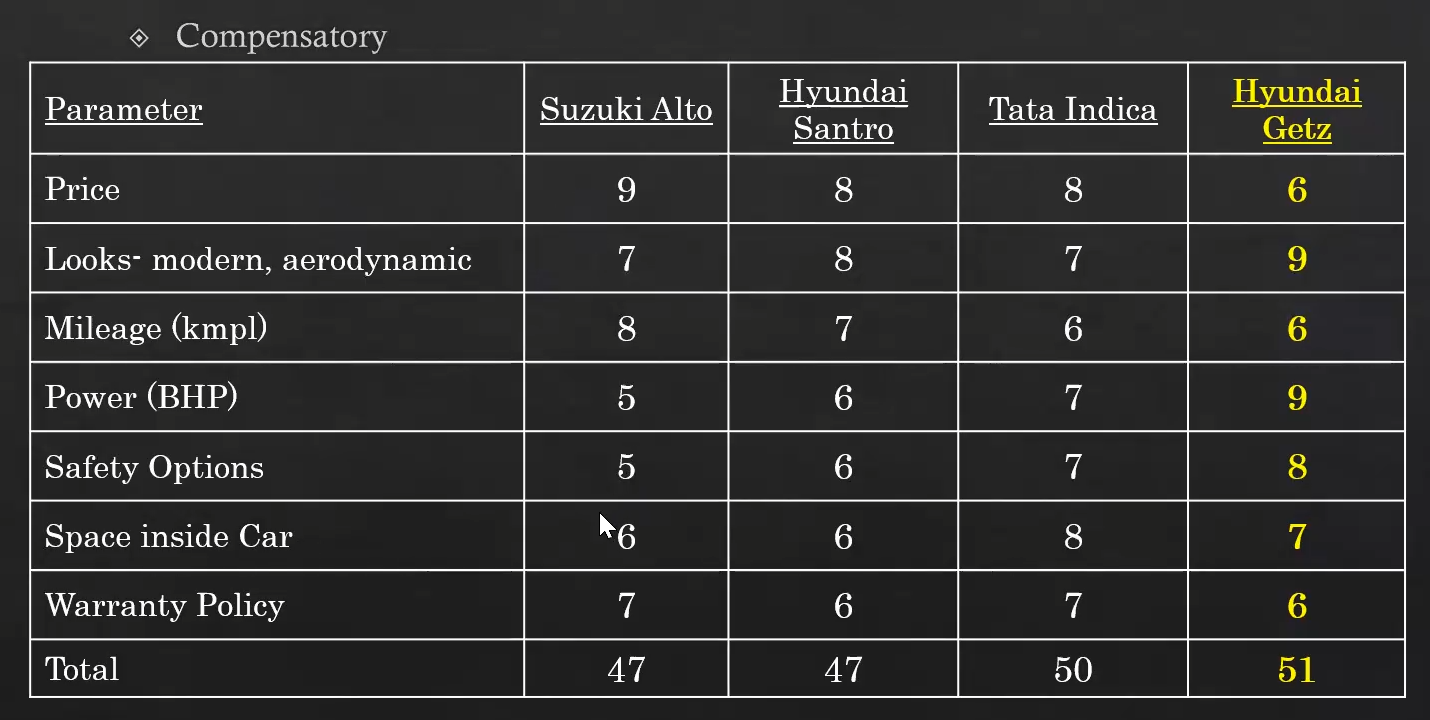 Compensatory
Parameter Suzuki Alto Hyundai Santro Tata Indica Hyundai Getz
Price 9 8 8 6
Looks- modern, aerodynamic 7 8 7 9
Mileage (kmpl) 8 7 6 6
Power (BHP) 5 6 7 9
Safety Options 5 6 7 8
Space inside Car 6 6 8 7
Warranty Policy 7 6 7 6
Total 47 47 50 51